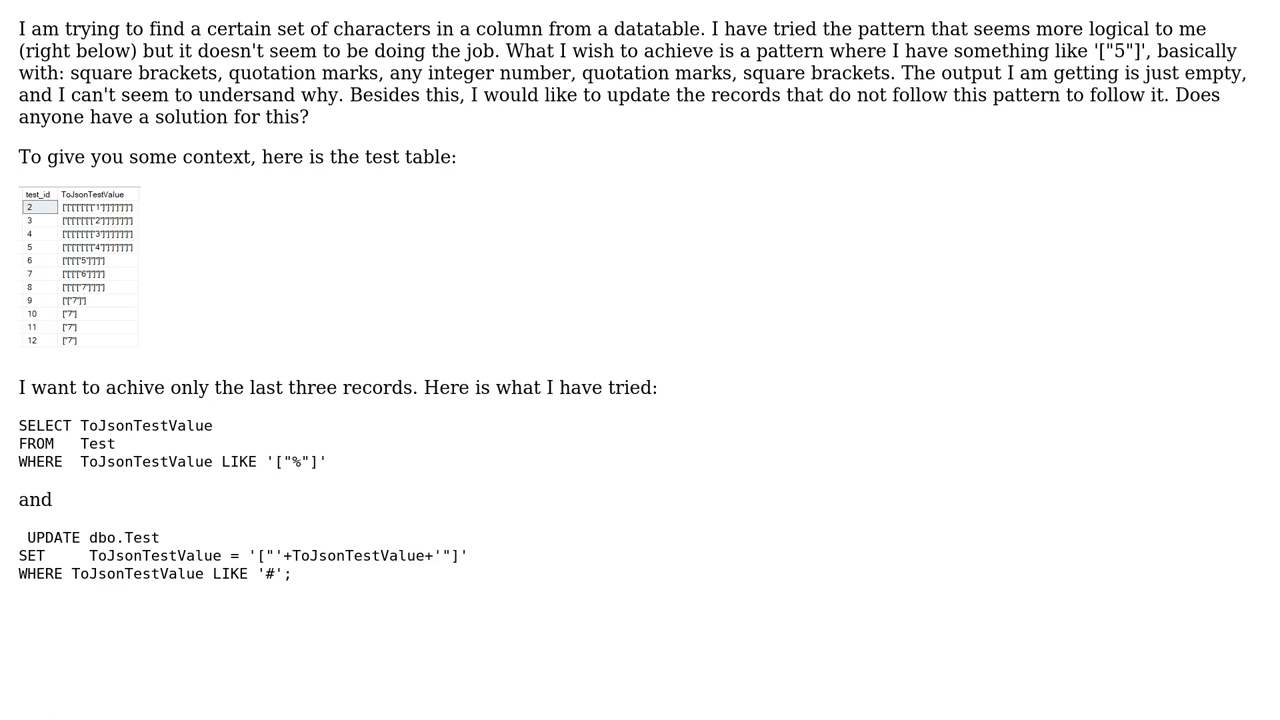 I am trying to find a certain set of characters in a column from a datatable. I have tried the pattern that seems more logical to me
(right below) but it doesn't seem to be doing the job. What I wish to achieve is a pattern where I have something like '["5"]', basically
with: square brackets, quotation marks, any integer number, quotation marks, square brackets. The output I am getting is just empty,
and I can't seem to undersand why. Besides this, I would like to update the records that do not follow this pattern to follow it. Does
anyone have a solution for this?
To give you some context, here is the test table:
test_id ToJsonTestValue
2
3
4
5
6
7
8
9
10 ["7"]
11 ["7"]
12 ["7"]
I want to achive only the last three records. Here is what I have tried:
SELECT ToJsonTestValue
FROM Test
WHERE ToJsonTestValue LIKE '["%"]'
and
UPDATE dbo.Test
SET ToJsonTestValue = '["'+ToJsonTestValue+'"]'
WHERE ToJsonTestValue LIKE '#';